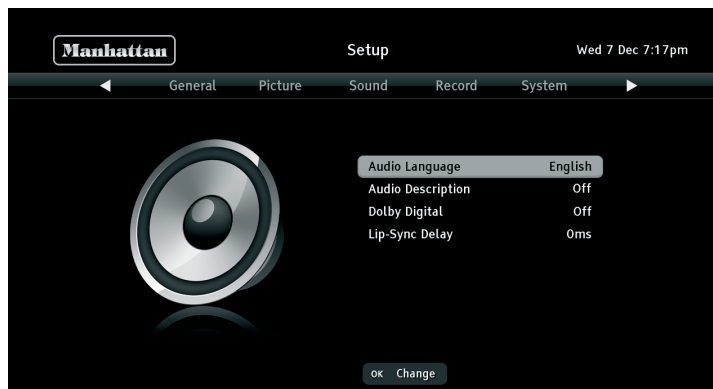 Manhattan Setup Wed 7 Dec 7:17pm
General Picture Sound Record System
Audio Language English
Audio Description Off
Dolby Digital Off
Lip-Sync Delay 0ms
OK Change